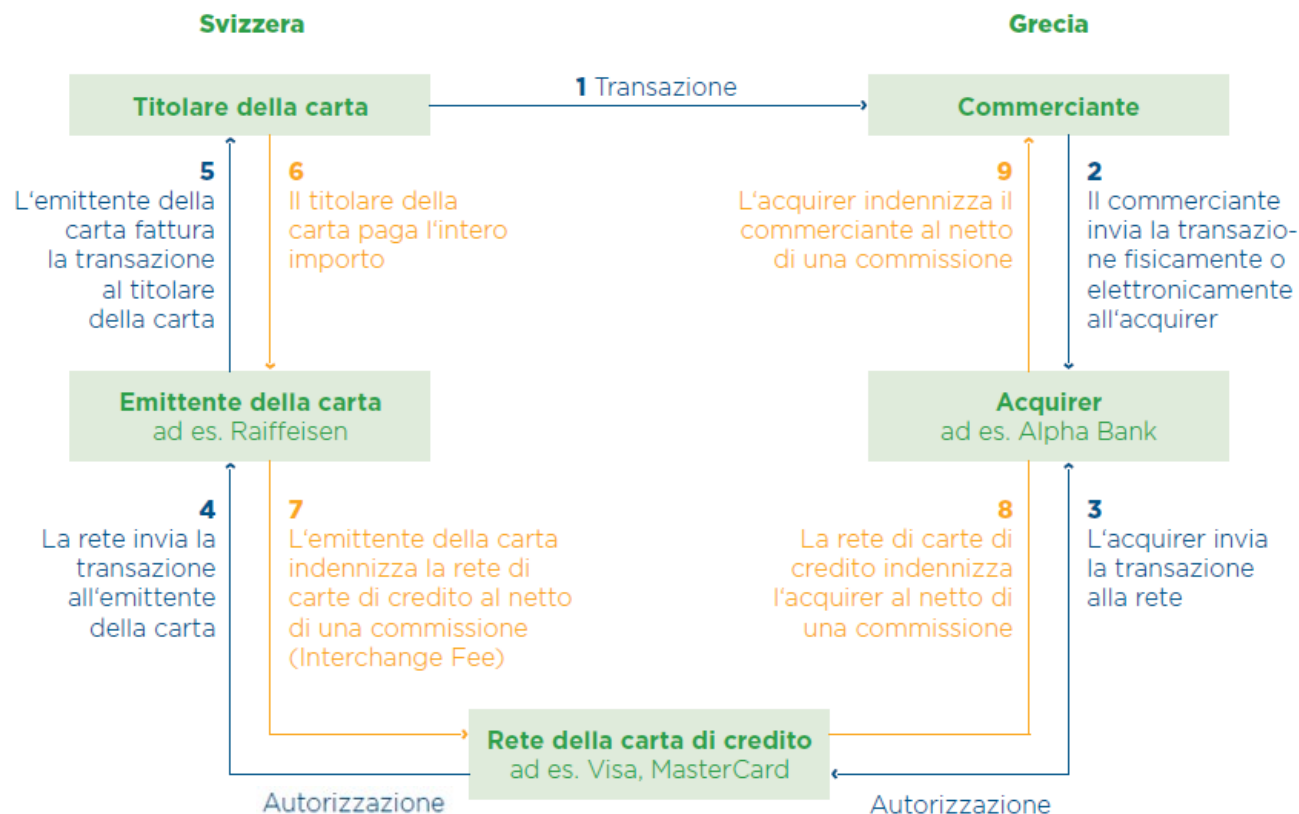 Svizzera
Grecia
Titolare della carta
1 Transazione
Commerciante
5
L‘emittente della
carta fattura
la transazione
al titolare
della carta
6
Il titolare della
carta paga l‘intero
importo
9
L‘acquirer indennizza il
commerciante al netto
di una commissione
2
Il commerciante
invia la transazio-
ne fisicamente o
elettronicamente
all‘acquirer
Emittente della carta
ad es. Raiffeisen
Acquirer
ad es. Alpha Bank
4
La rete invia la
transazione
all‘emittente
della carta
7
L‘emittente della carta
indennizza la rete di
carte di credito al netto
di una commissione
(Interchange Fee)
8
La rete di carte di
credito indennizza
l‘acquirer al netto di
una commissione
3
L‘acquirer invia
la transazione
alla rete
Rete della carta di credito
ad es. Visa, MasterCard
Autorizzazione
Autorizzazione